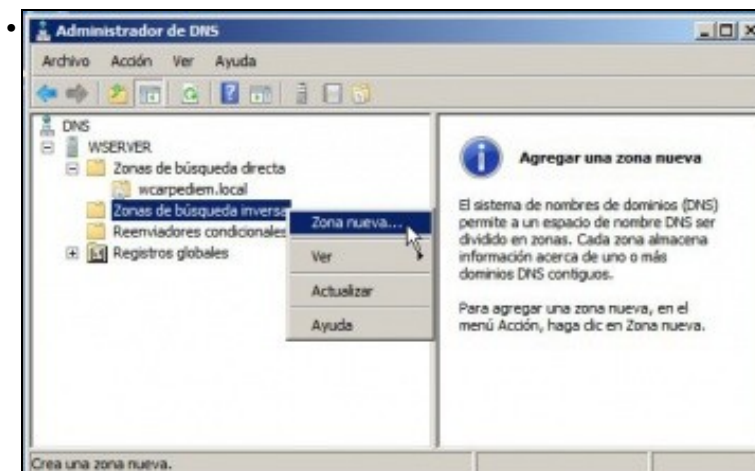 Administrador de DNS
Archivo Acción Ver Ayuda
DNS
WSERVER
Zonas de búsqueda directa
wcarpediem.local
Zonas de búsqueda inversa
Reenviadores condicionales
Registros globales
Zona nueva...
Ver
Actualizar
Ayuda
Agregar una zona nueva
El sistema de nombres de dominios (DNS)
permite a un espacio de nombre DNS ser
dividido en zonas. Cada zona almacena
información acerca de uno o más
dominios DNS contiguos.
Para agregar una zona nueva, en el
menú Acción, haga clic en Zona nueva.
Crea una zona nueva.